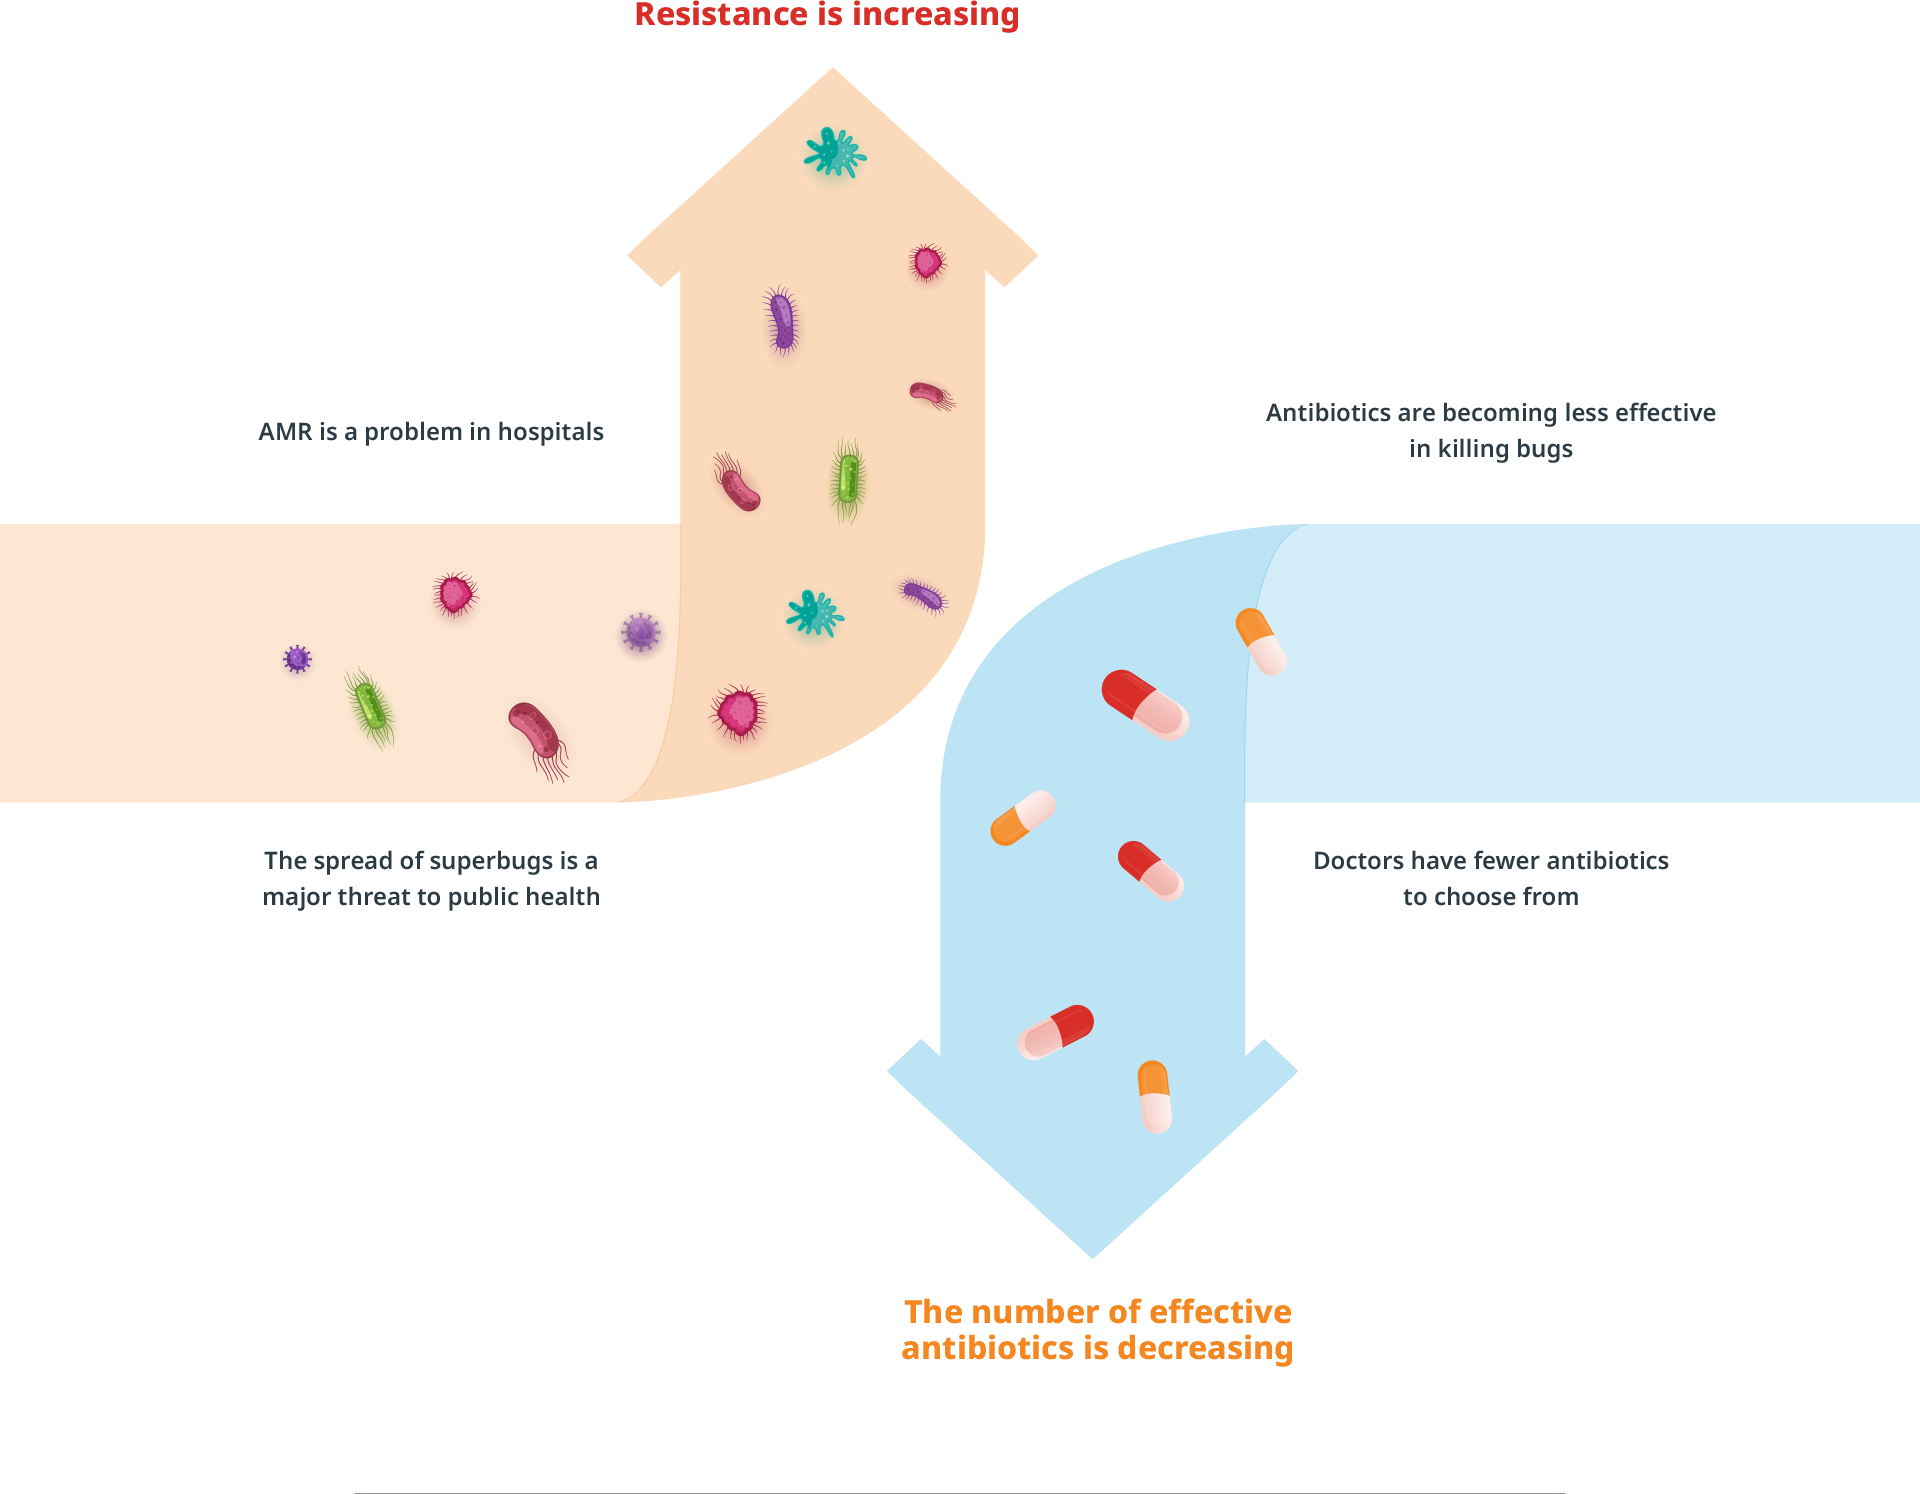 Resistance is increasing
AMR is a problem in hospitals
Antibiotics are becoming less effective
in killing bugs
The spread of superbugs is a
major threat to public health
Doctors have fewer antibiotics
to choose from
The number of effective
antibiotics is decreasing